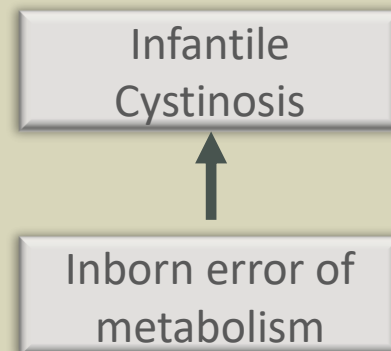 Infantile
Cystinosis
Inborn error of
metabolism